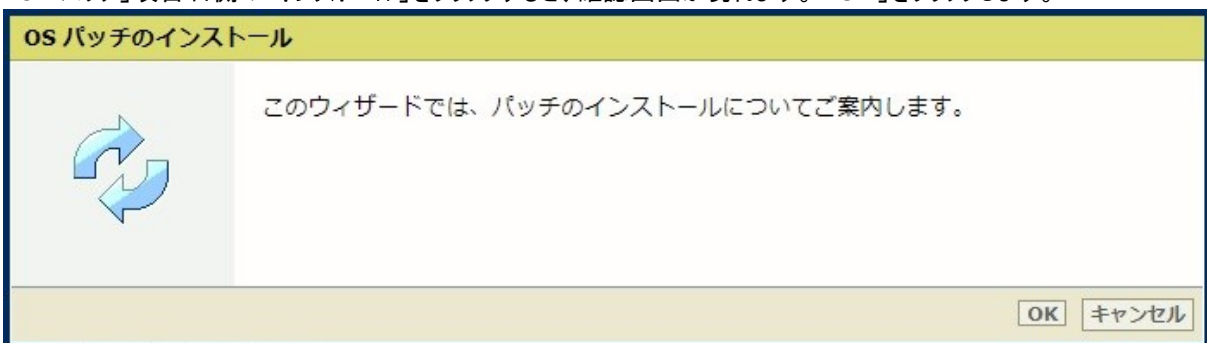 OS パッチのインストール
このウィザードでは、パッチのインストールについてご案内します。
OK キャンセル